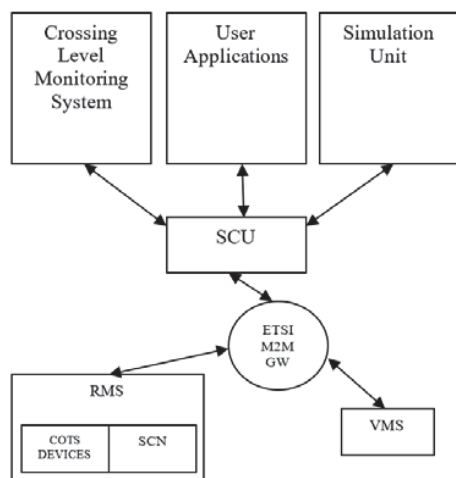 Crossing
Level
Monitoring
System
User
Applications
Simulation
Unit
SCU
ETSI
M2M
GW
RMS
COTS
DEVICES
SCN
VMS